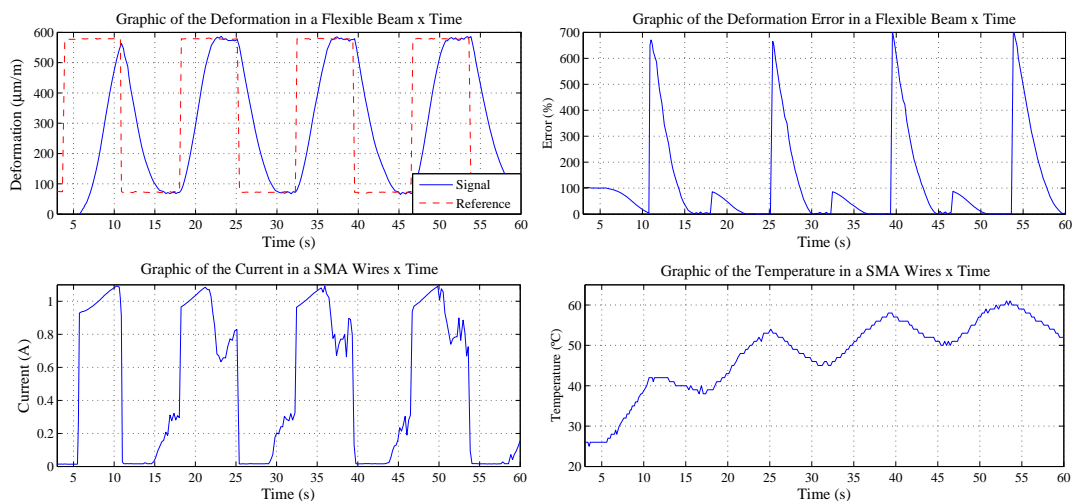 Graphic of the Deformation in a Flexible Beam x Time
600
500
400
300
200
100
0
Deformation (µm/m)
5 10 15 20 25 30 35 40 45 50 55 60
Time (s)
Signal
Reference
Graphic of the Deformation Error in a Flexible Beam x Time
700
600
500
400
300
200
100
0
Error (%)
5 10 15 20 25 30 35 40 45 50 55 60
Time (s)
Graphic of the Current in a SMA Wires x Time
1
0.8
0.6
0.4
0.2
0
Current (A)
5 10 15 20 25 30 35 40 45 50 55 60
Time (s)
Graphic of the Temperature in a SMA Wires x Time
60
50
40
30
20
Temperature (ºC)
5 10 15 20 25 30 35 40 45 50 55 60
Time (s)